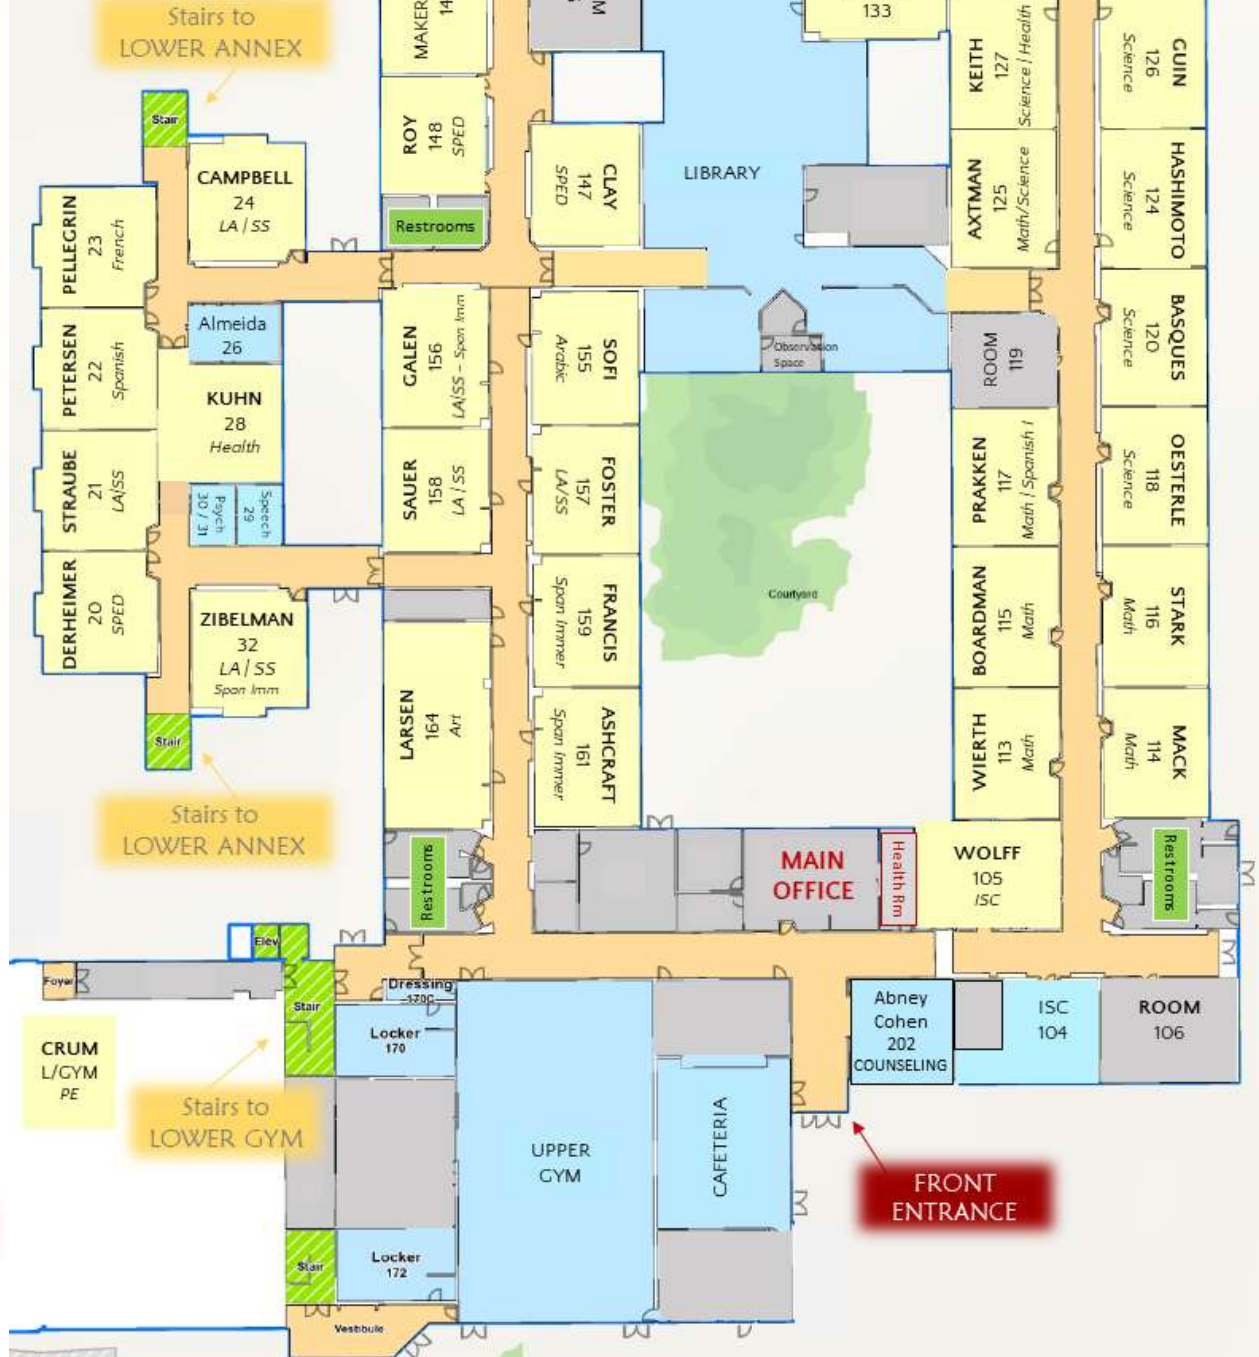 Stairs to
LOWER ANNEX
Stair
CAMPBELL
24
LA / SS
PELLEGRIN
23
French
PETERSEN
22
Spanish
STRAUBE
21
LA/SS
DERHEIMER
20
SPED
Almeida
26
KUHN
28
Health
Psych
30 / 31
Speech
29
ZIBELMAN
32
LA / SS
Span Imm
Stair
Stairs to
LOWER ANNEX
MAKER
14
ROY
148
SPED
Restrooms
CLAY
147
SPED
M
LIBRARY
133
KEITH
127
Science | Health
GUIN
126
Science
AXTMAN
125
Math/Science
HASHIMOTO
124
Science
GALEN
156
LA/SS – Span Imm
SOFI
155
Arabic
Observation
Space
ROOM
119
BASQUES
120
Science
SAUER
158
LA / SS
FOSTER
157
LA/SS
PRAKKEN
117
Math | Spanish I
OESTERLE
118
Science
FRANCIS
159
Span Immer
Courtyard
BOARDMAN
115
Math
STARK
116
Math
LARSEN
164
Art
ASHCRAFT
161
Span Immer
WIERTH
113
Math
MACK
114
Math
Restrooms
MAIN
OFFICE
Health Rm
WOLFF
105
ISC
Restrooms
Elev
Foyer
Stair
Dressing
170C
Locker
170
Abney
Cohen
202
COUNSELING
ISC
104
ROOM
106
CRUM
L/GYM
PE
Stairs to
LOWER GYM
UPPER
GYM
CAFETERIA
FRONT
ENTRANCE
Stair
Locker
172
Vestibule